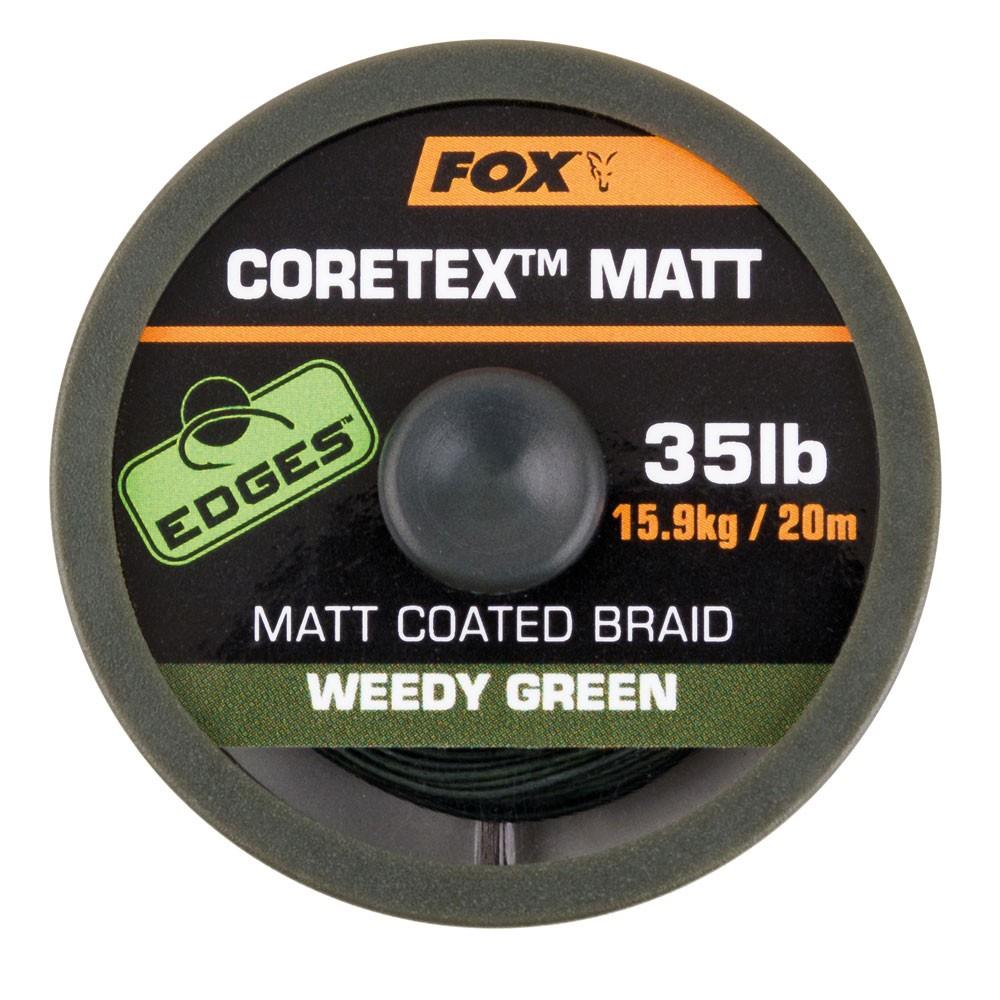 FOX
CORETEX™ MATT
EDGES™
35lb
15.9kg / 20m
MATT COATED BRAID
WEEDY GREEN